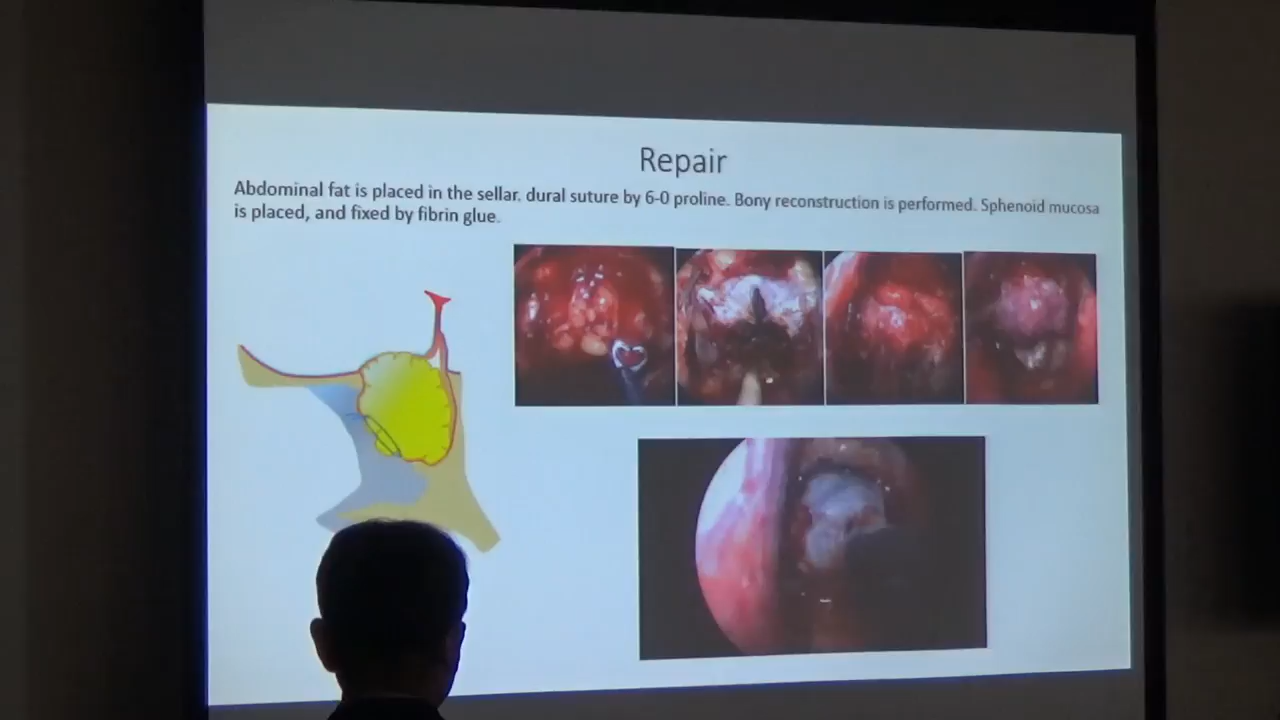 Repair
Abdominal fat is placed in the sellar, dural suture by 6-0 proline. Bony reconstruction is performed. Sphenoid mucosa
is placed, and fixed by fibrin glue.